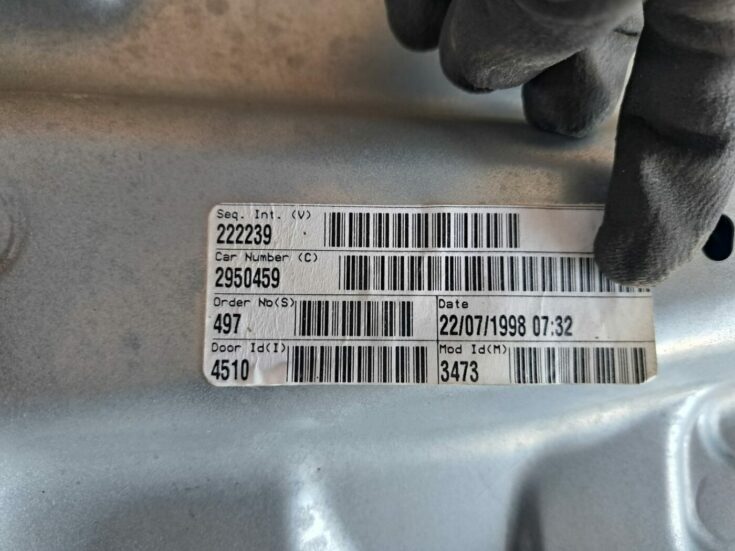 Seq. Int. (V)
222239
Car Number (C)
2950459
Order Nb(S)
497
Date
22/07/1998 07:32
Door Id(I)
4510
Mod Id(M)
3473